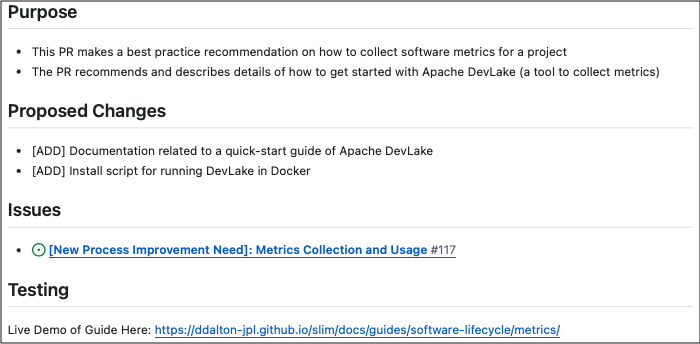 Purpose
This PR makes a best practice recommendation on how to collect software metrics for a project
The PR recommends and describes details of how to get started with Apache DevLake (a tool to collect metrics)
Proposed Changes
[ADD] Documentation related to a quick-start guide of Apache DevLake
[ADD] Install script for running DevLake in Docker
Issues
[New Process Improvement Need]: Metrics Collection and Usage #117
Testing
Live Demo of Guide Here: https://ddalton-jpl.github.io/slim/docs/guides/software-lifecycle/metrics/